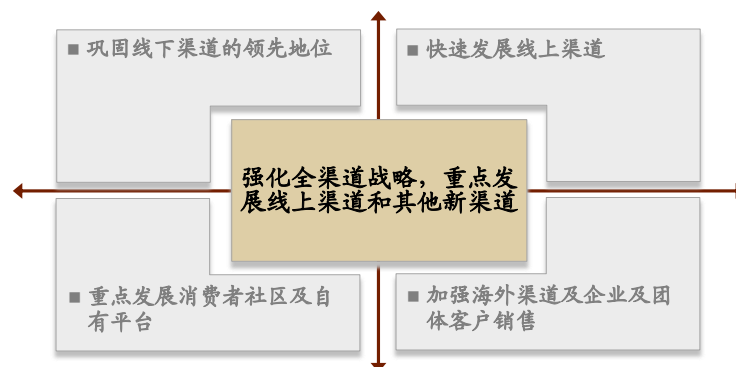 ■ 巩固线下渠道的领先地位
■ 快速发展线上渠道
强化全渠道战略，重点发
展线上渠道和其他新渠道
■ 重点发展消费者社区及自
有平台
■ 加强海外渠道及企业及团
体客户销售